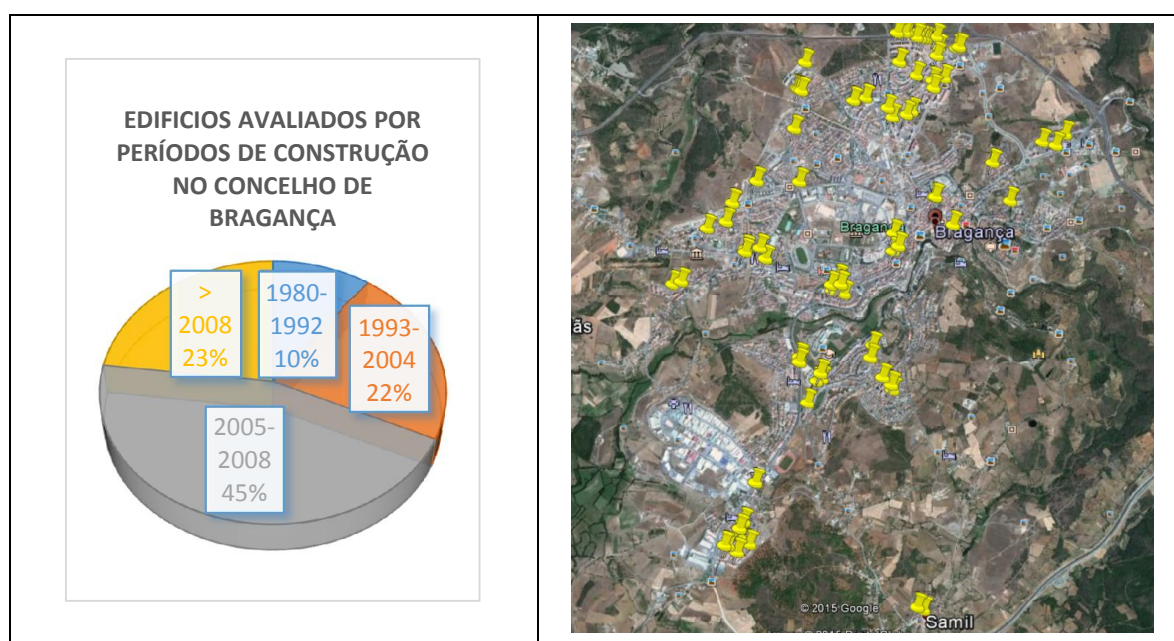 EDIFICIOS AVALIADOS POR
PERÍODOS DE CONSTRUÇÃO
NO CONCELHO DE
BRAGANÇA
>
2008
23%
1980-
1992
10%
1993-
2004
22%
2005-
2008
45%
Bragança
Bragança
ãs
© 2015 Google
Samil